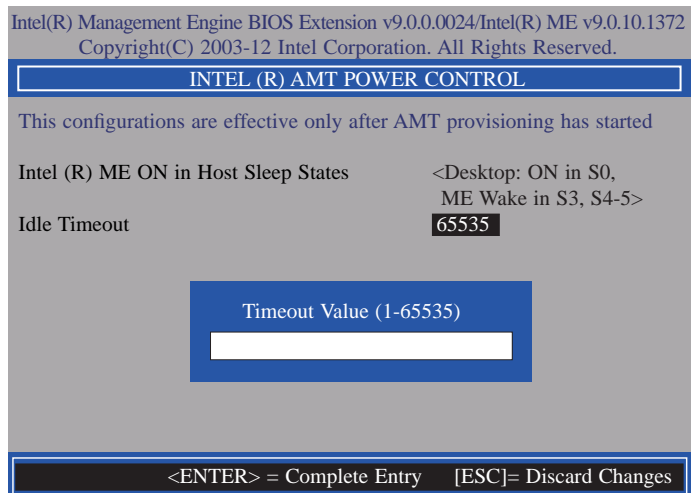 Intel(R) Management Engine BIOS Extension v9.0.0.0024/Intel(R) ME v9.0.10.1372
Copyright(C) 2003-12 Intel Corporation. All Rights Reserved.
INTEL (R) AMT POWER CONTROL
This configurations are effective only after AMT provisioning has started
Intel (R) ME ON in Host Sleep States <Desktop: ON in S0,
ME Wake in S3, S4-5>
Idle Timeout 65535
Timeout Value (1-65535)
<ENTER> = Complete Entry [ESC]= Discard Changes